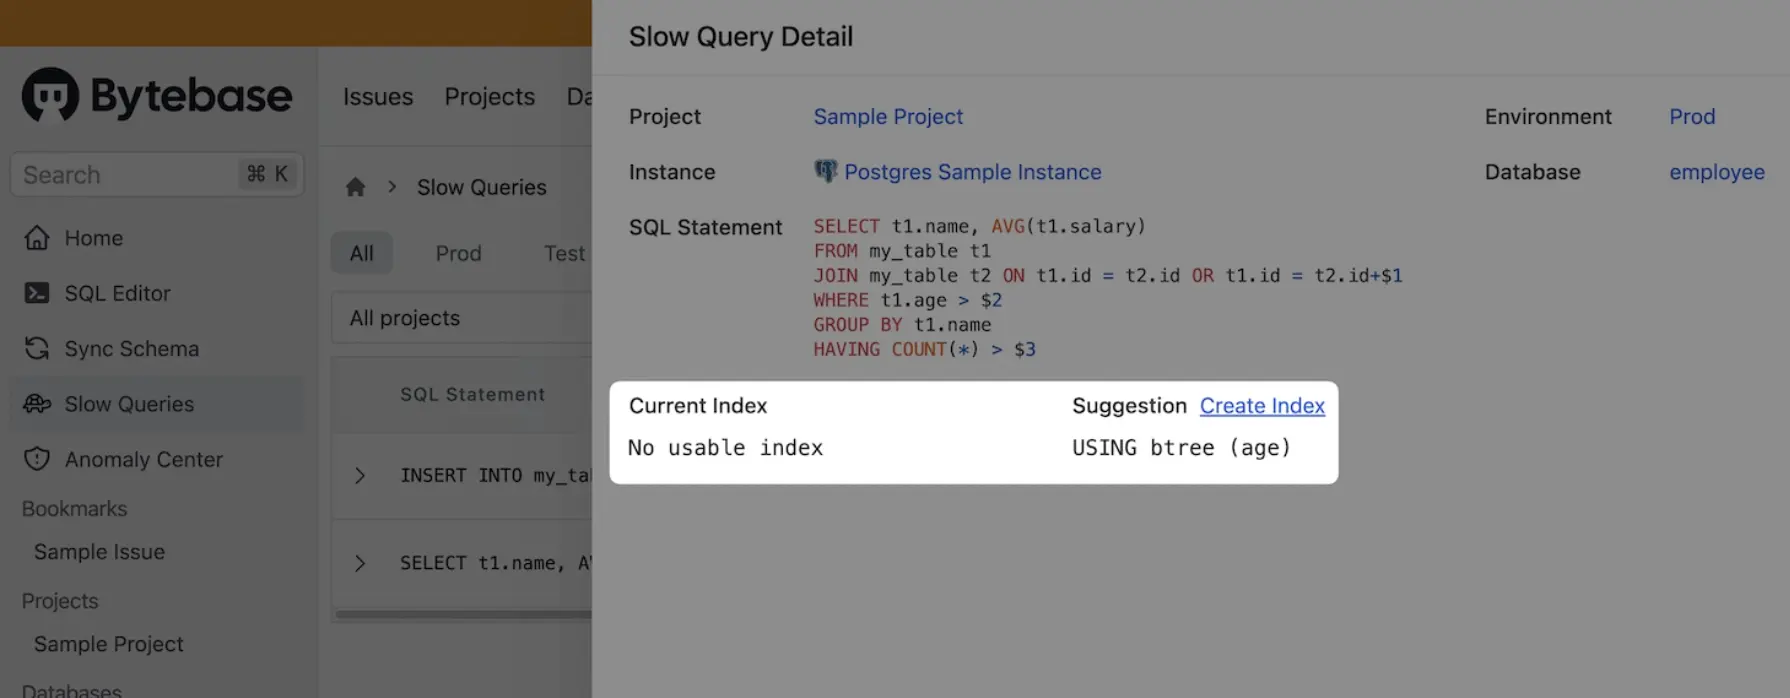 Bytebase
Search ⌘ K
Home
SQL Editor
Sync Schema
Slow Queries
Anomaly Center
Bookmarks
Sample Issue
Projects
Sample Project
Databases
Issues Projects Da
Slow Queries
All Prod Test
All projects
SQL Statement
INSERT INTO my_ta
SELECT t1.name, AV
Slow Query Detail
Project Sample Project Environment Prod
Instance Postgres Sample Instance Database employee
SQL Statement SELECT t1.name, AVG(t1.salary)
FROM my_table t1
JOIN my_table t2 ON t1.id = t2.id OR t1.id = t2.id+$1
WHERE t1.age > $2
GROUP BY t1.name
HAVING COUNT(*) > $3
Current Index Suggestion Create Index
No usable index USING btree (age)